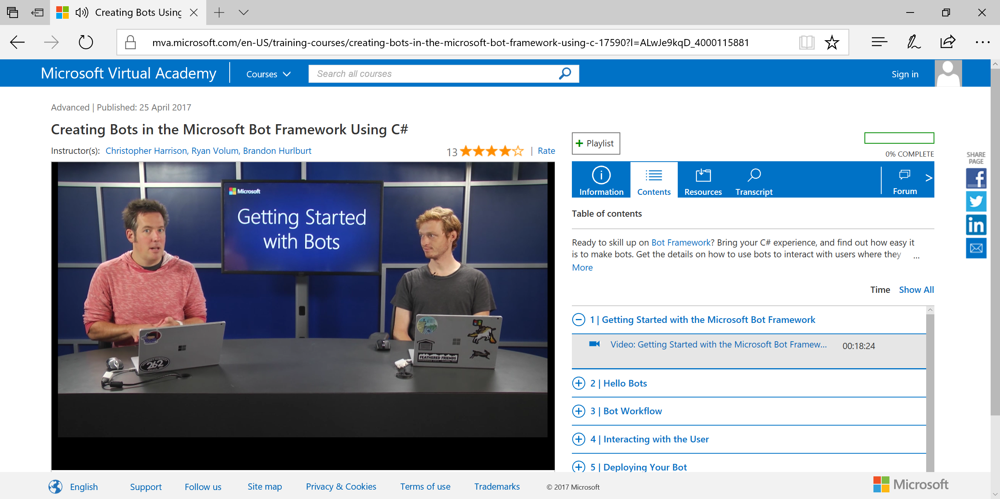 Creating Bots Using
mva.microsoft.com/en-US/training-courses/creating-bots-in-the-microsoft-bot-framework-using-c-17590?l=ALwJe9kqD_4000115881
Microsoft Virtual Academy
Courses
Search all courses
Sign in
Advanced | Published: 25 April 2017
Creating Bots in the Microsoft Bot Framework Using C#
Instructor(s): Christopher Harrison, Ryan Volum, Brandon Hurlburt
13 | Rate
Microsoft
Getting Started
with Bots
262
FEATHERED FRIENDS
+ Playlist
0% COMPLETE
SHARE
PAGE
Information
Contents
Resources
Transcript
Forum
Table of contents
Ready to skill up on Bot Framework? Bring your C# experience, and find out how easy it
is to make bots. Get the details on how to use bots to interact with users where they ...
More
Time Show All
1 | Getting Started with the Microsoft Bot Framework
Video: Getting Started with the Microsoft Bot Framew... 00:18:24
2 | Hello Bots
3 | Bot Workflow
4 | Interacting with the User
5 | Deploying Your Bot
English
Support
Follow us
Site map
Privacy & Cookies
Terms of use
Trademarks
© 2017 Microsoft
Microsoft